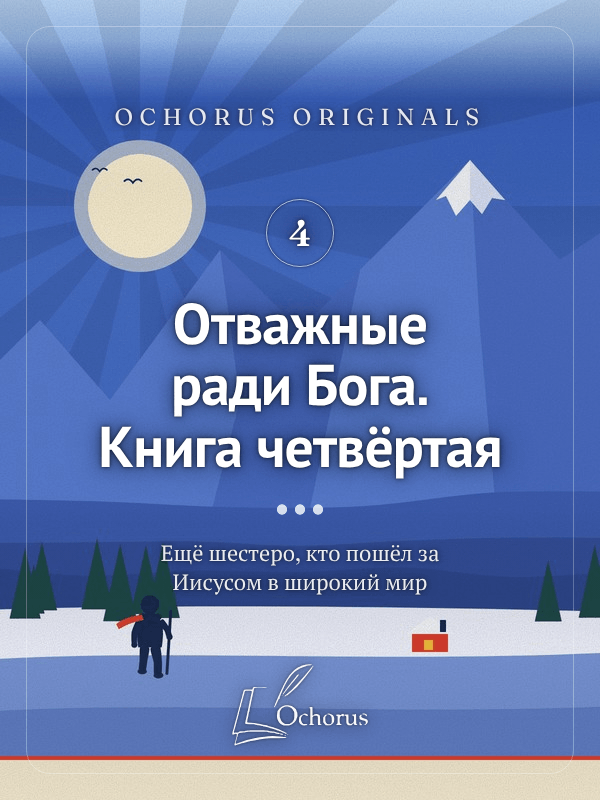 OCHORUS ORIGINALS
4
Отважные
ради Бога.
Книга четвёртая
Ещё шестеро, кто пошёл за
Иисусом в широкий мир
Ochorus